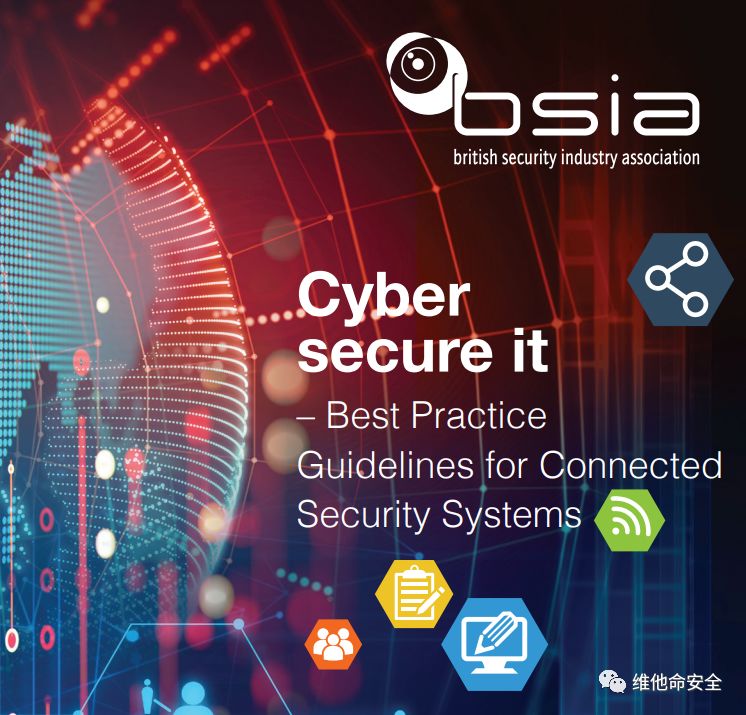 bsia
british security industry association
Cyber
secure it
– Best Practice
Guidelines for Connected
Security Systems
维他命安全